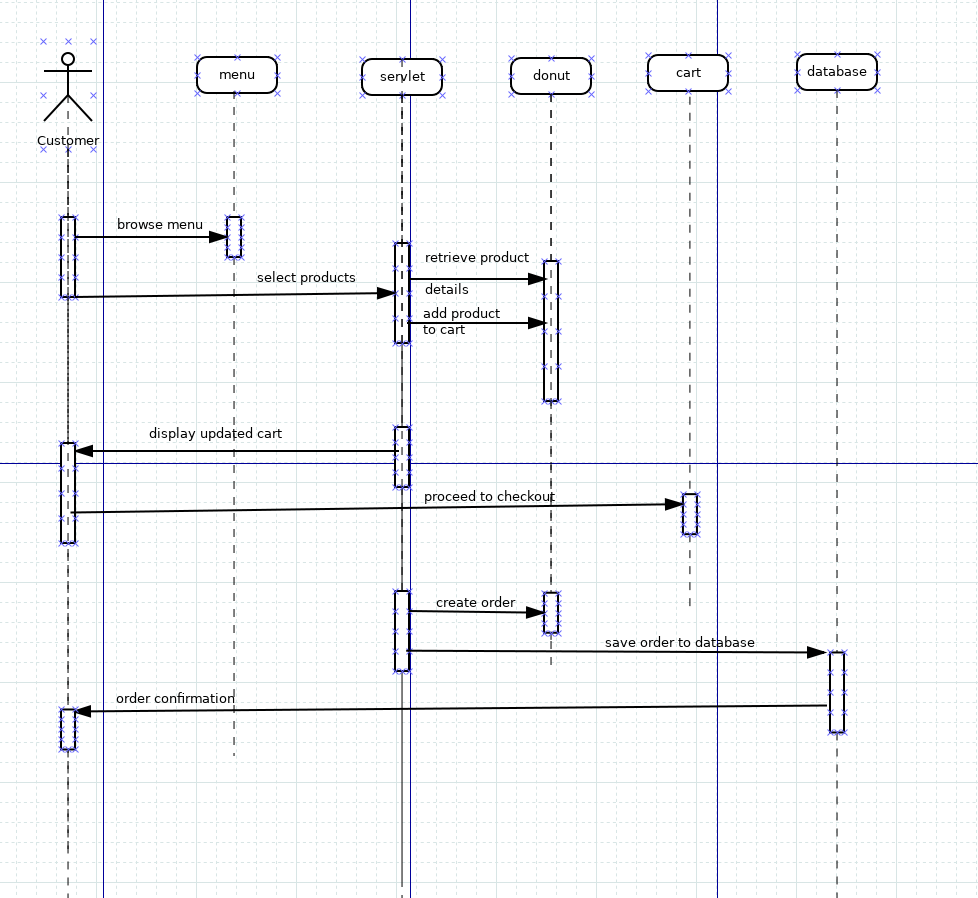 menu
servlet
donut
cart
database
Customer
browse menu
retrieve product
select products
details
add product
to cart
display updated cart
proceed to checkout
create order
save order to database
order confirmation